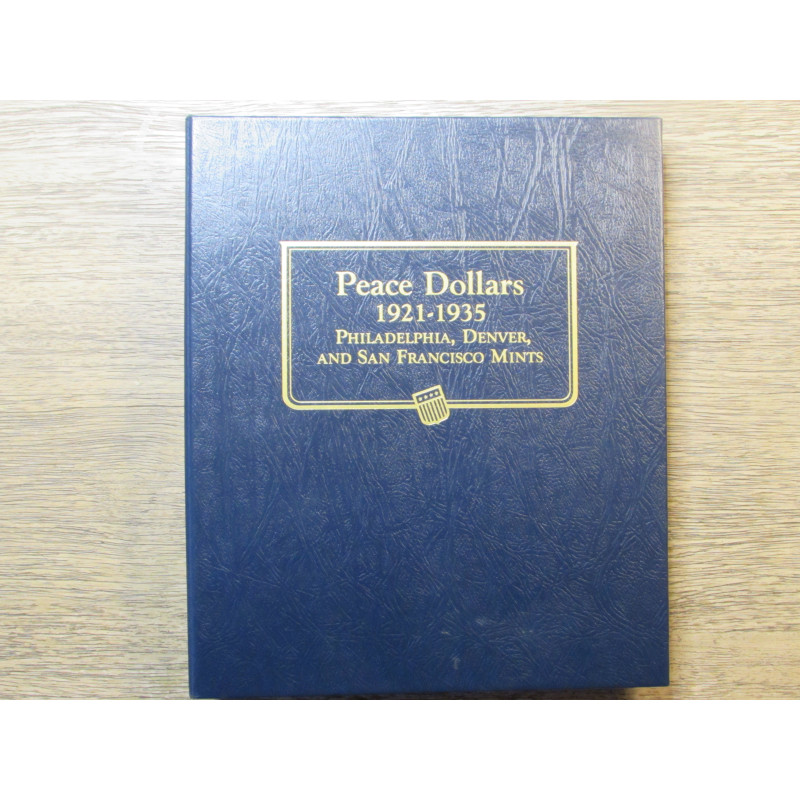 Peace Dollars
1921-1935
PHILADELPHIA, DENVER,
AND SAN FRANCISCO MINTS